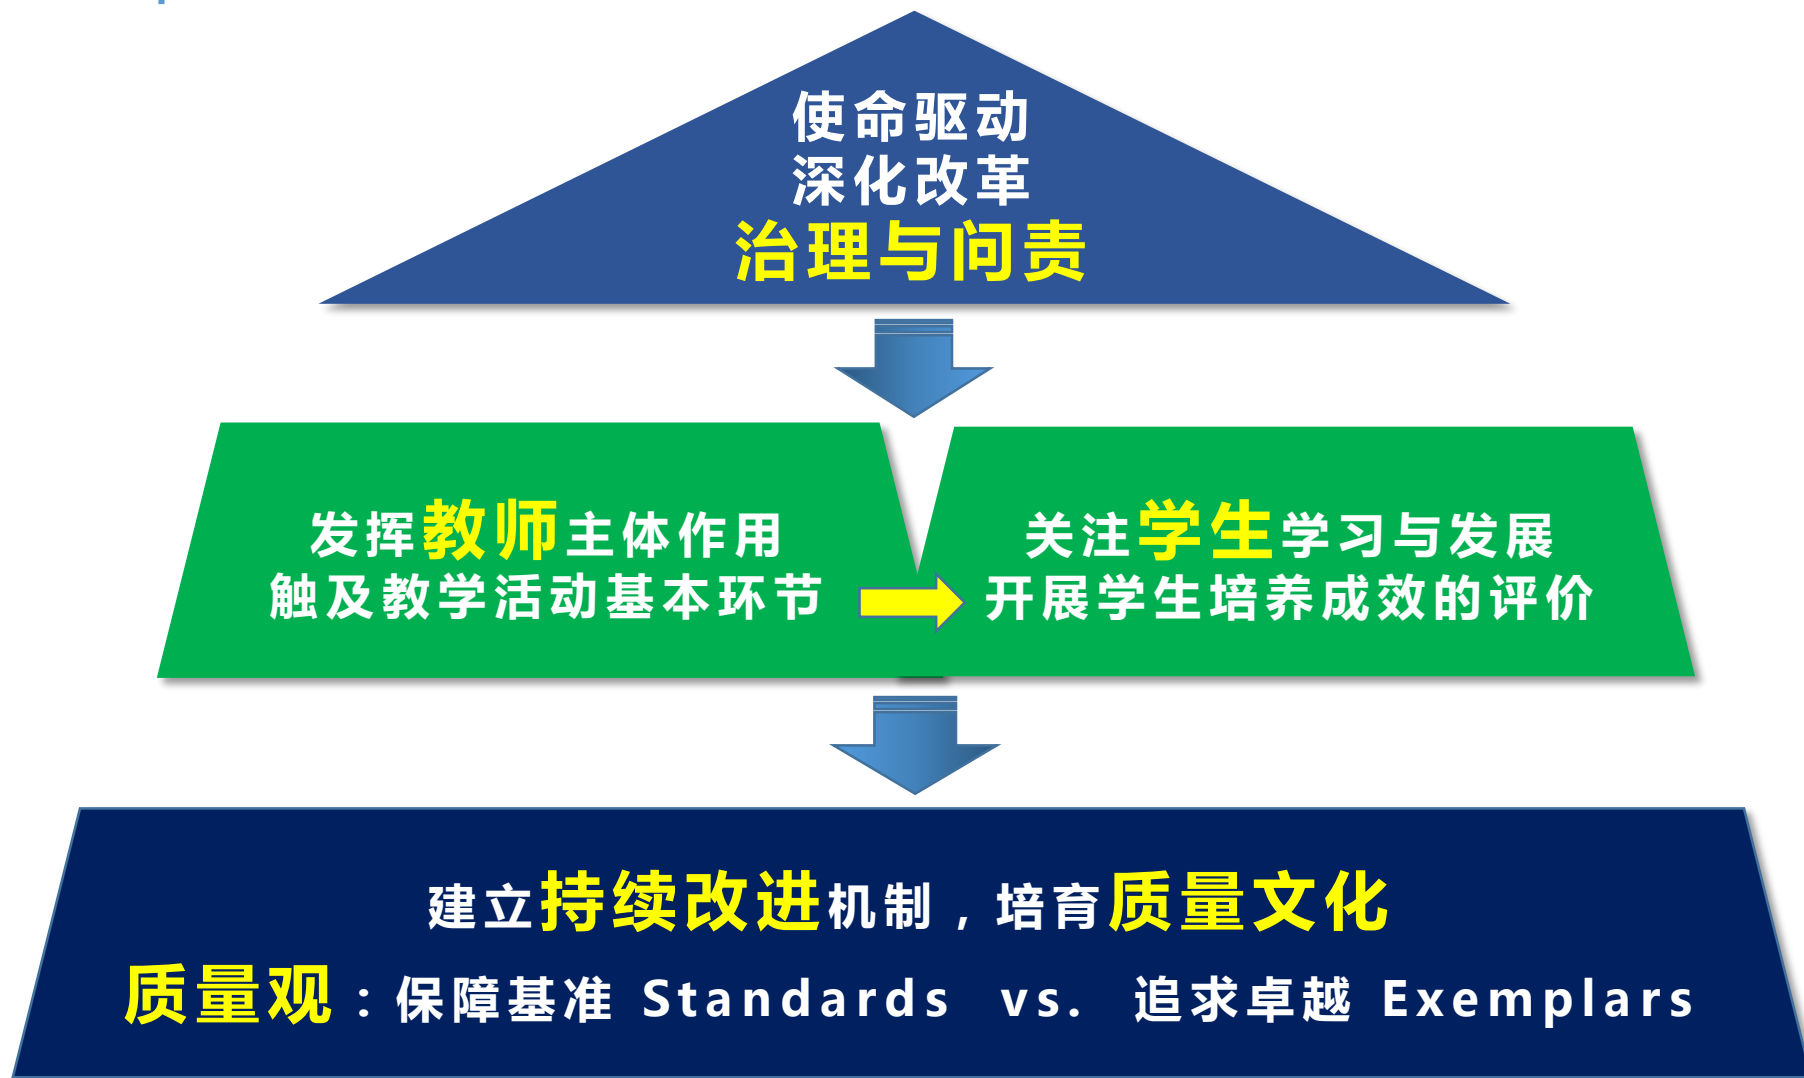 使命驱动
深化改革
治理与问责
发挥教师主体作用
触及教学活动基本环节
关注学生学习与发展
开展学生培养成效的评价
建立持续改进机制，培育质量文化
质量观：保障基准 Standards vs. 追求卓越 Exemplars